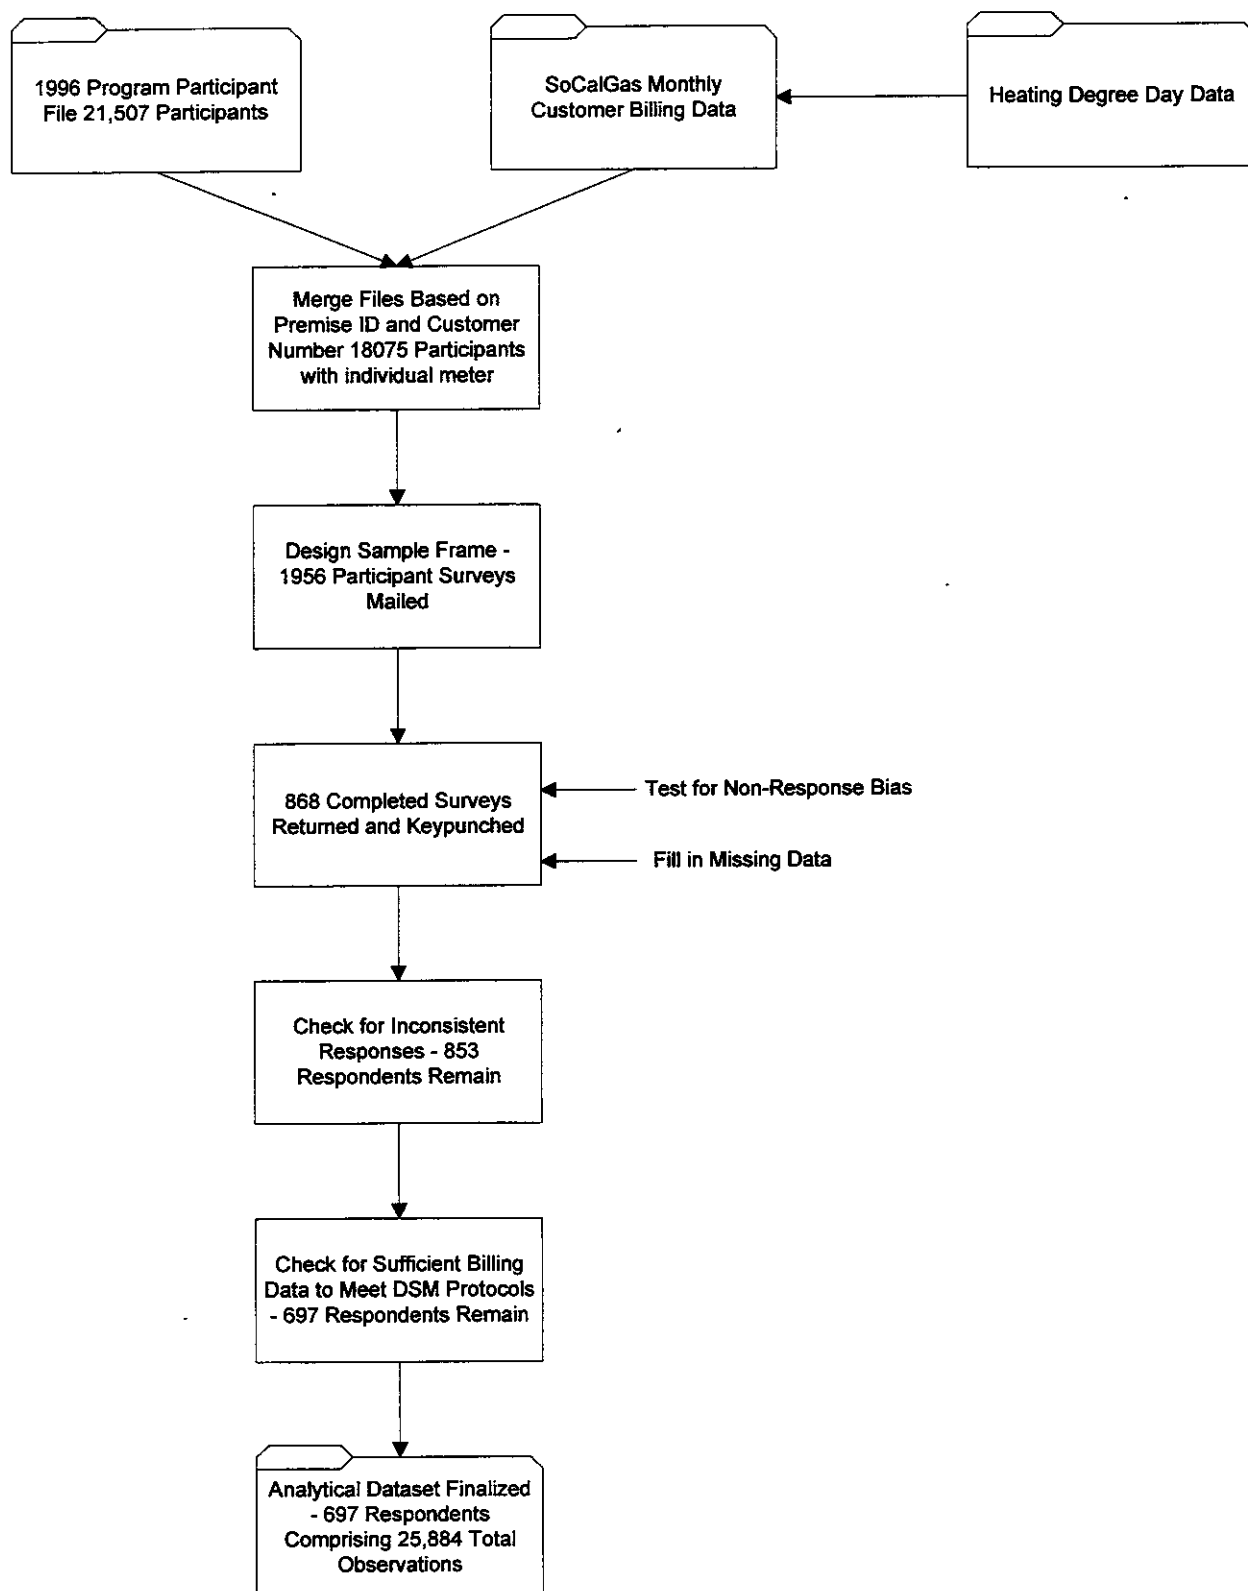 1996 Program Participant
File 21,507 Participants
SoCalGas Monthly
Customer Billing Data
Heating Degree Day Data
Merge Files Based on
Premise ID and Customer
Number 18075 Participants
with individual meter
Design Sample Frame -
1956 Participant Surveys
Mailed
868 Completed Surveys
Returned and Keypunched
Test for Non-Response Bias
Fill in Missing Data
Check for Inconsistent
Responses - 853
Respondents Remain
Check for Sufficient Billing
Data to Meet DSM Protocols
- 697 Respondents Remain
Analytical Dataset Finalized
- 697 Respondents
Comprising 25,884 Total
Observations